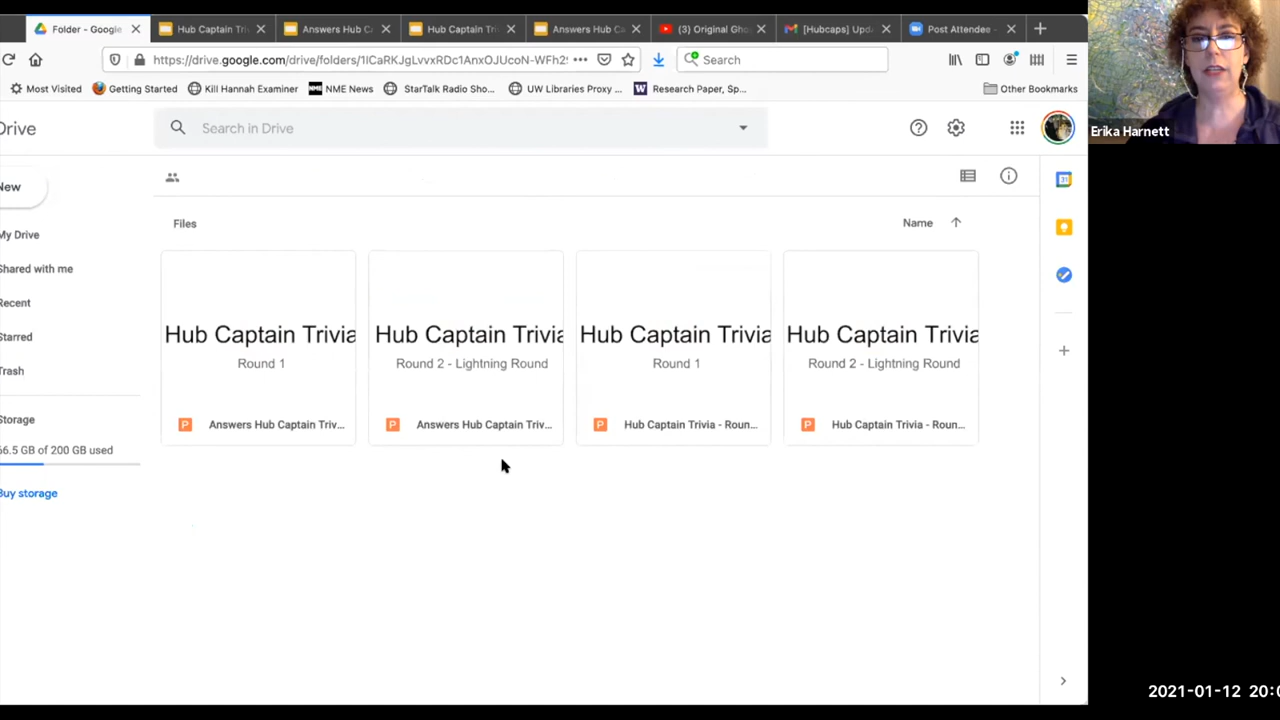 Folder - Google
Hub Captain Tri
Answers Hub C
Hub Captain Tri
Answers Hub C
(3) Original Gho
[Hubcaps] Upd
Post Attendee -
https://drive.google.com/drive/folders/1lCaRKJgLvvxRDc1AnxOJUcoN-WFh2
Search
Most Visited
Getting Started
Kill Hannah Examiner
NME
NME News
StarTalk Radio Sho...
UW Libraries Proxy ...
W
Research Paper, Sp...
Other Bookmarks
Drive
Search in Drive
Erika Harnett
New
My Drive
Shared with me
Recent
Starred
Trash
Storage
66.5 GB of 200 GB used
Buy storage
Files
Name
Hub Captain Trivia
Round 1
P Answers Hub Captain Triv...
Hub Captain Trivia
Round 2 - Lightning Round
P Answers Hub Captain Triv...
Hub Captain Trivia
Round 1
P Hub Captain Trivia - Roun...
Hub Captain Trivia
Round 2 - Lightning Round
P Hub Captain Trivia - Roun...
2021-01-12 20:0